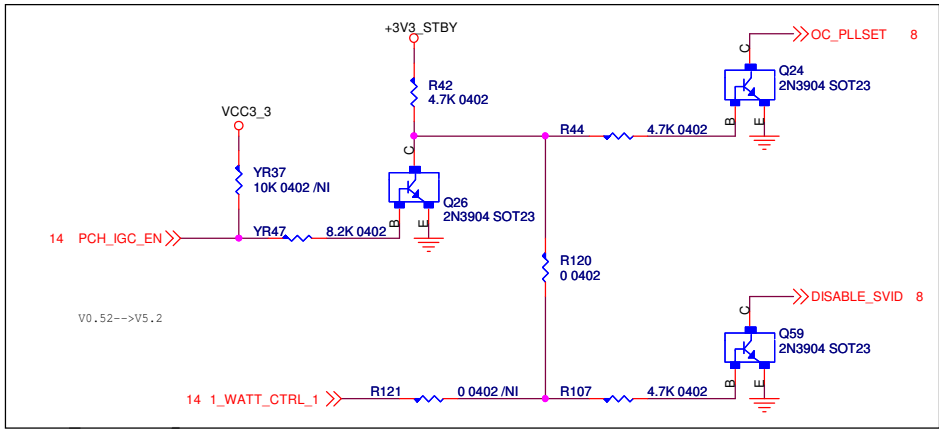 +3V3_STBY
OC_PLLSET 8
C
Q24
2N3904 SOT23
R42
4.7K 0402
VCC3_3
B
E
R44 4.7K 0402
C
YR37
10K 0402 /NI
Q26
2N3904 SOT23
B
E
14 PCH_IGC_EN
YR47 8.2K 0402
R120
0 0402
DISABLE_SVID 8
C
V0.52-->V5.2
Q59
2N3904 SOT23
B
E
14 1_WATT_CTRL_1
R121 0 0402 /NI
R107 4.7K 0402